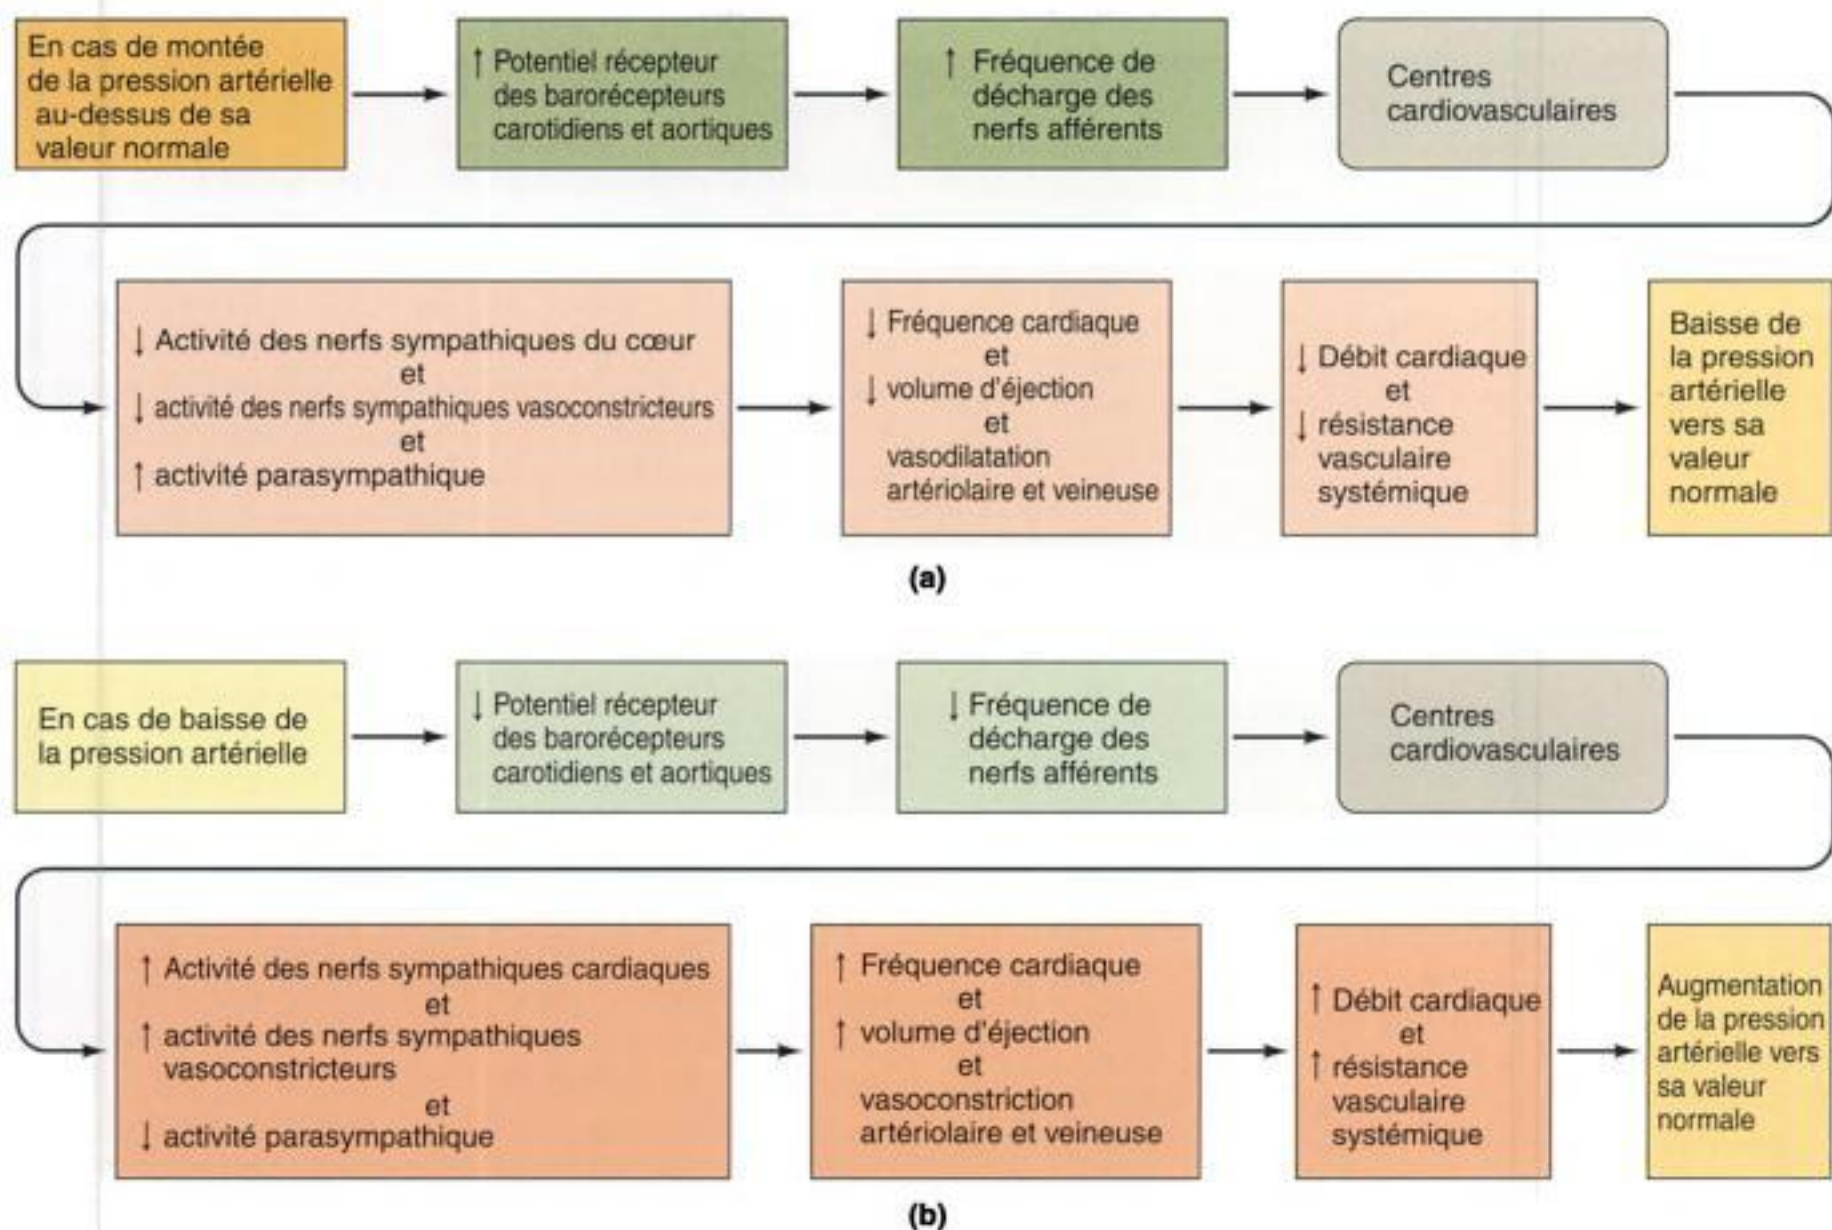 En cas de montée
de la pression artérielle
au-dessus de sa
valeur normale
↑ Potentiel récepteur
des barorécepteurs
carotidiens et aortiques
↑ Fréquence de
décharge des
nerfs afférents
Centres
cardiovasculaires
↓ Activité des nerfs sympathiques du cœur
et
↓ activité des nerfs sympathiques vasoconstricteurs
et
↑ activité parasympathique
↓ Fréquence cardiaque
et
↓ volume d'éjection
et
vasodilatation
artériolaire et veineuse
↓ Débit cardiaque
et
↓ résistance
vasculaire
systémique
Baisse de
la pression
artérielle
vers sa
valeur
normale
(a)
En cas de baisse de
la pression artérielle
↓ Potentiel récepteur
des barorécepteurs
carotidiens et aortiques
↓ Fréquence de
décharge des
nerfs afférents
Centres
cardiovasculaires
↑ Activité des nerfs sympathiques cardiaques
et
↑ activité des nerfs sympathiques
vasoconstricteurs
et
↓ activité parasympathique
↑ Fréquence cardiaque
et
↑ volume d'éjection
et
vasoconstriction
artériolaire et veineuse
↑ Débit cardiaque
et
↑ résistance
vasculaire
systémique
Augmentation
de la pression
artérielle vers
sa valeur
normale
(b)